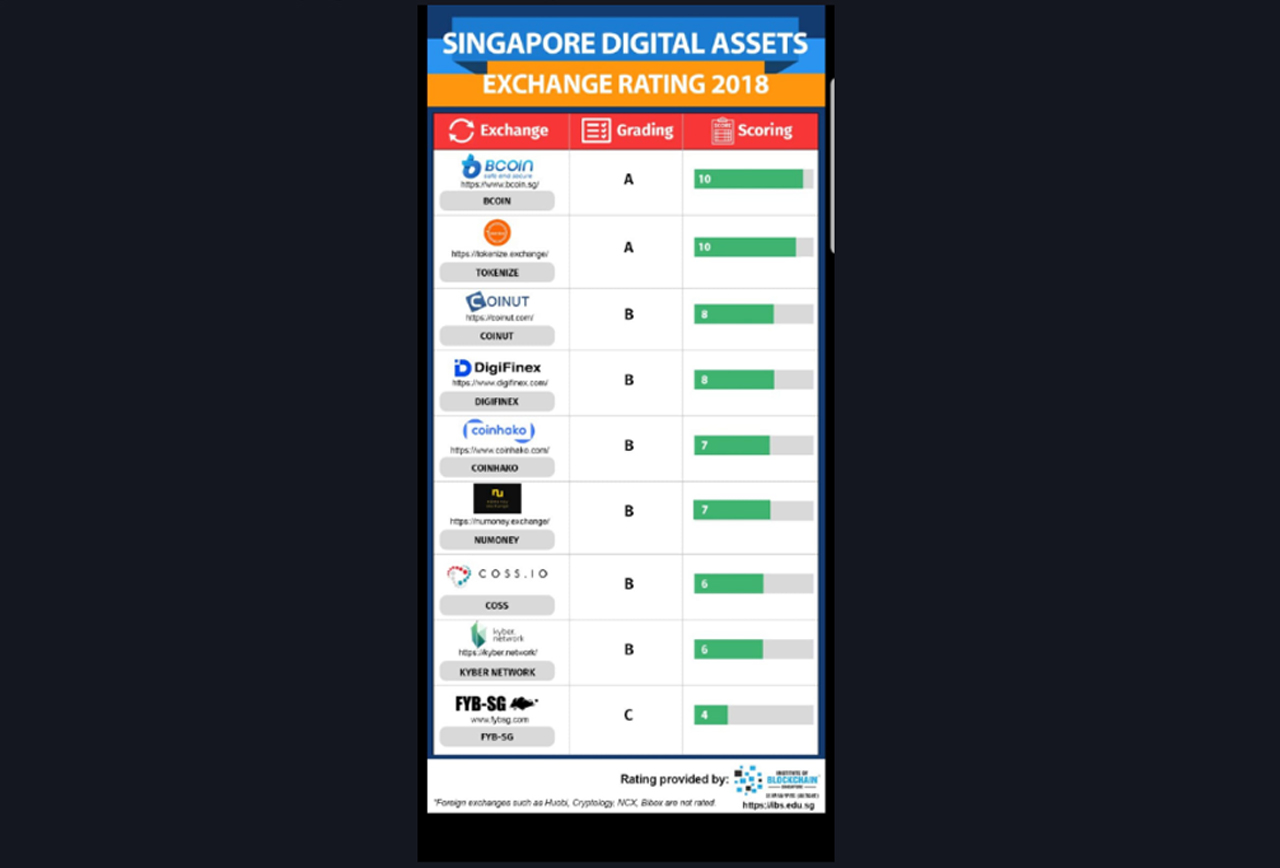 SINGAPORE DIGITAL ASSETS
EXCHANGE RATING 2018
Exchange Grading Scoring
BCOIN
safe and secure
https://www.bcoin.sg/
BCOIN
A
10
https://tokenize.exchange/
TOKENIZE
A
10
COINUT
https://coinut.com/
COINUT
B
8
DigiFinex
https://www.digifinex.com/
DIGIFINEX
B
8
coinhako
https://www.coinhako.com/
COINHAKO
B
7
nu
https://numoney.exchange/
NUMONEY
B
7
COSS.IO
COSS
B
6
kyber
network
https://kyber.network/
KYBER NETWORK
B
6
FYB-SG
www.fybsg.com
FYB-SG
C
4
Rating provided by:
INSTITUTE OF
BLOCKCHAIN
SINGAPORE
https://ibs.edu.sg
*Foreign exchanges such as Huobi, Cryptology, NCX, Bibox are not rated.